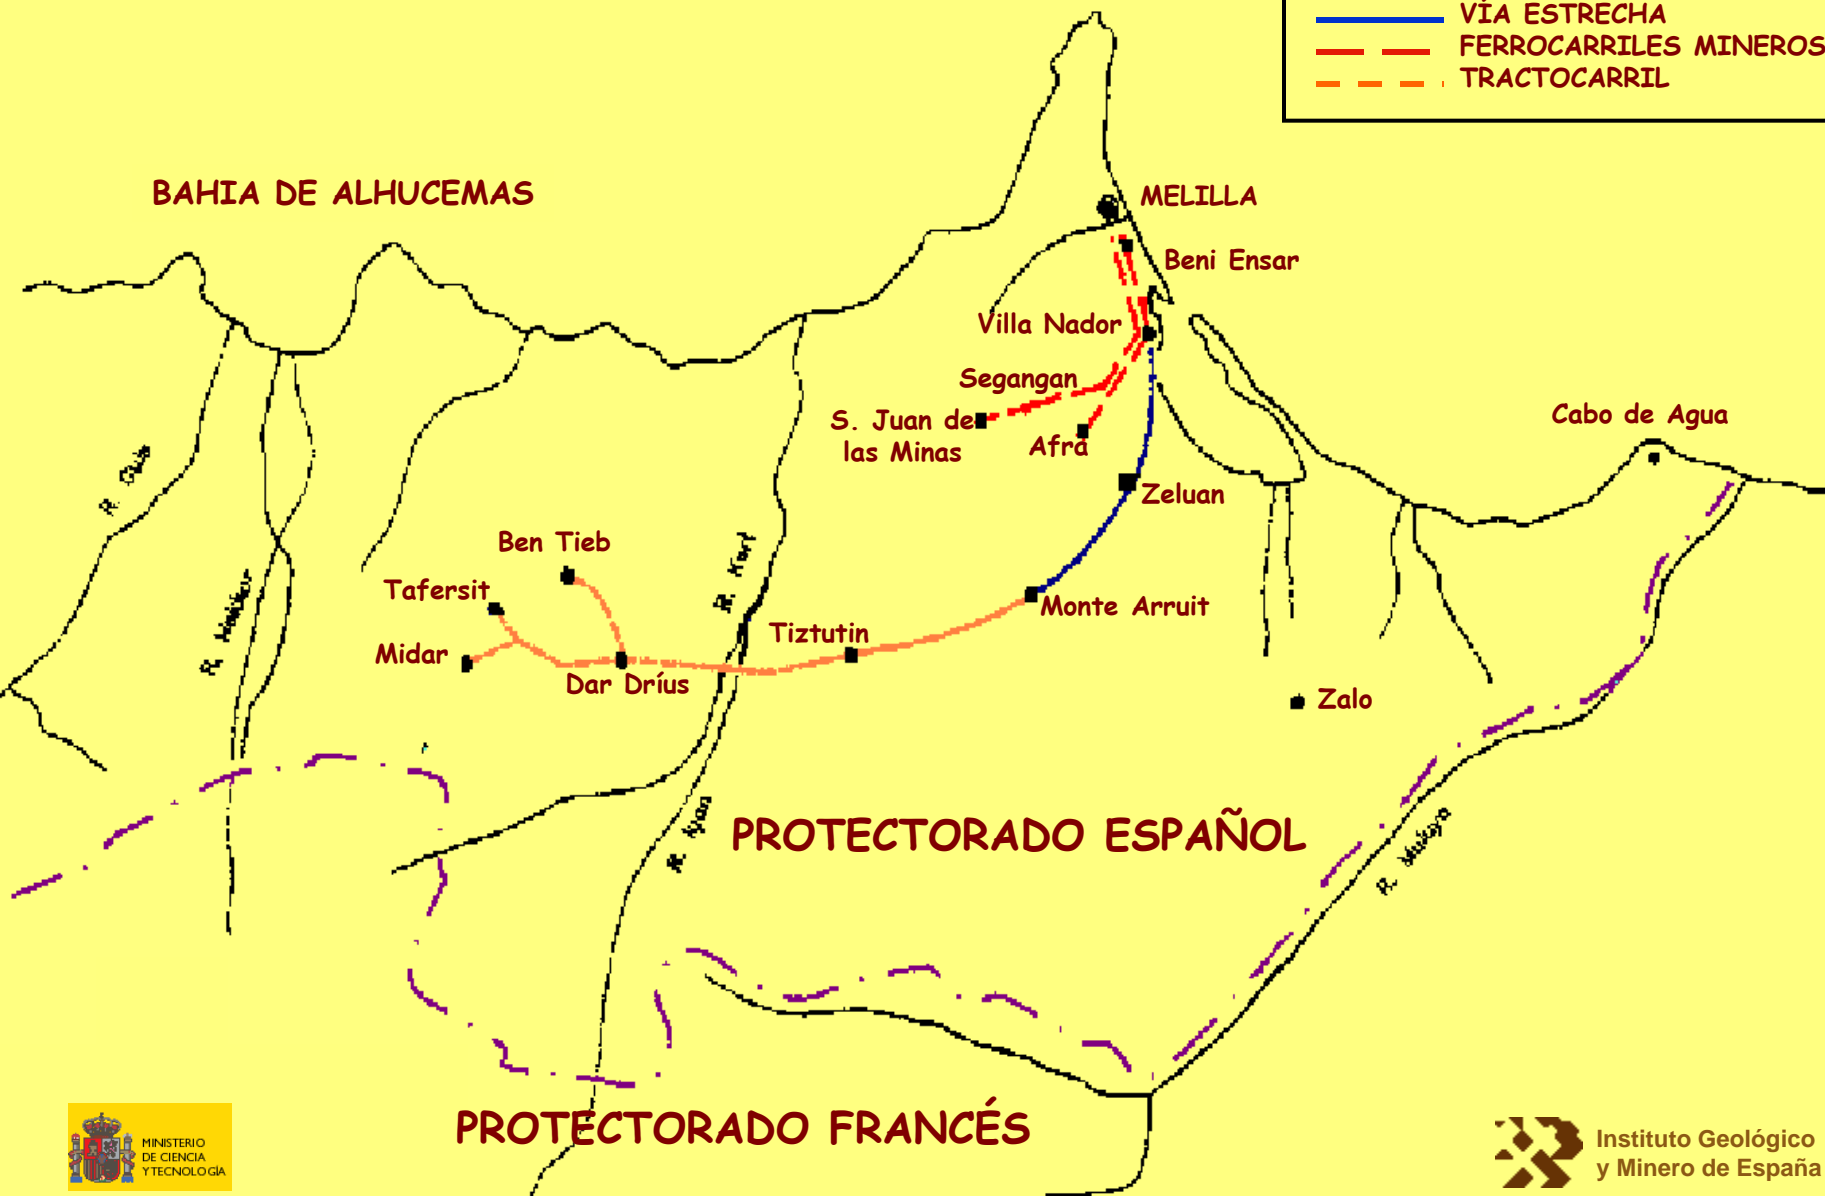 VÍA ESTRECHA
FERROCARRILES MINEROS
TRACTOCARRIL
BAHIA DE ALHUCEMAS
MELILLA
Beni Ensar
Villa Nador
Segangan
S. Juan de
las Minas
Afra
Cabo de Agua
Zeluan
Ben Tieb
Tafersit
Monte Arruit
Tiztutin
Midar
Dar Dríus
Zalo
R. Kert
PROTECTORADO ESPAÑOL
PROTECTORADO FRANCÉS
MINISTERIO
DE CIENCIA
Y TECNOLOGÍA
Instituto Geológico
y Minero de España